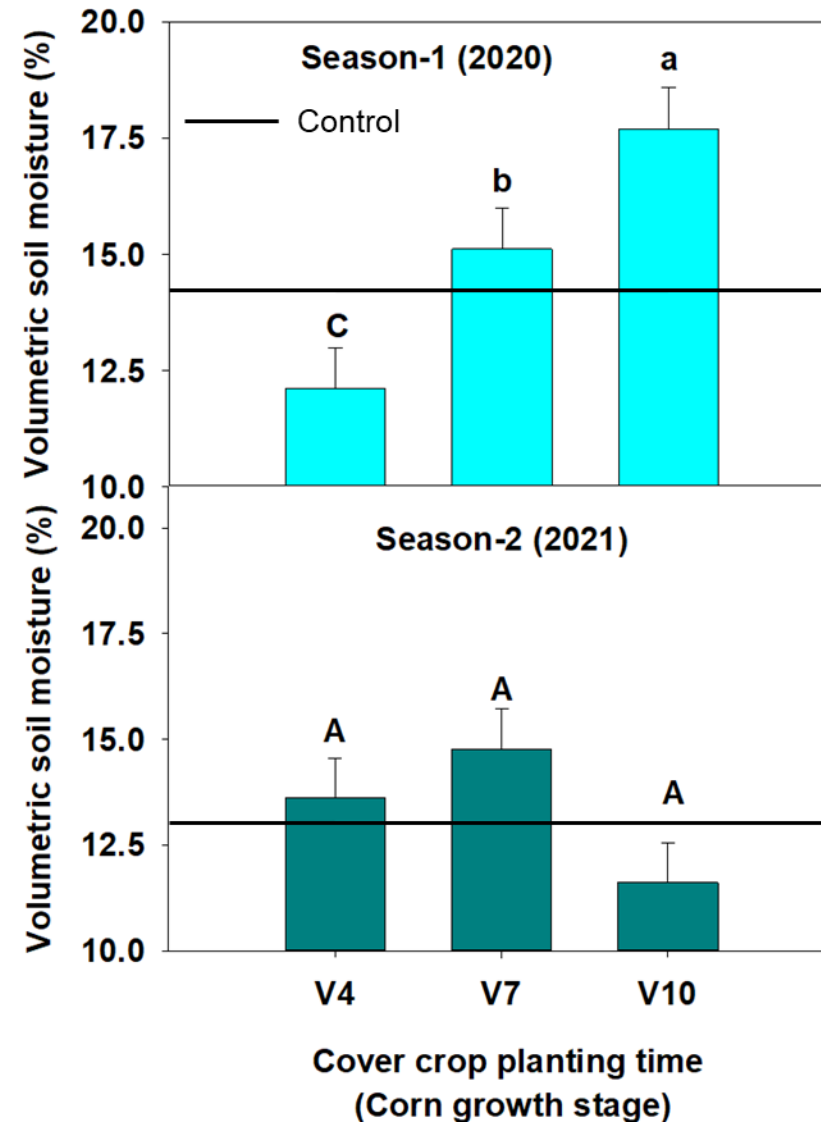 Volumetric soil moisture (%)
20.0
17.5
15.0
12.5
10.0
Season-1 (2020)
Control
C
b
a
Volumetric soil moisture (%)
20.0
17.5
15.0
12.5
10.0
Season-2 (2021)
A
A
A
V4 V7 V10
Cover crop planting time
(Corn growth stage)